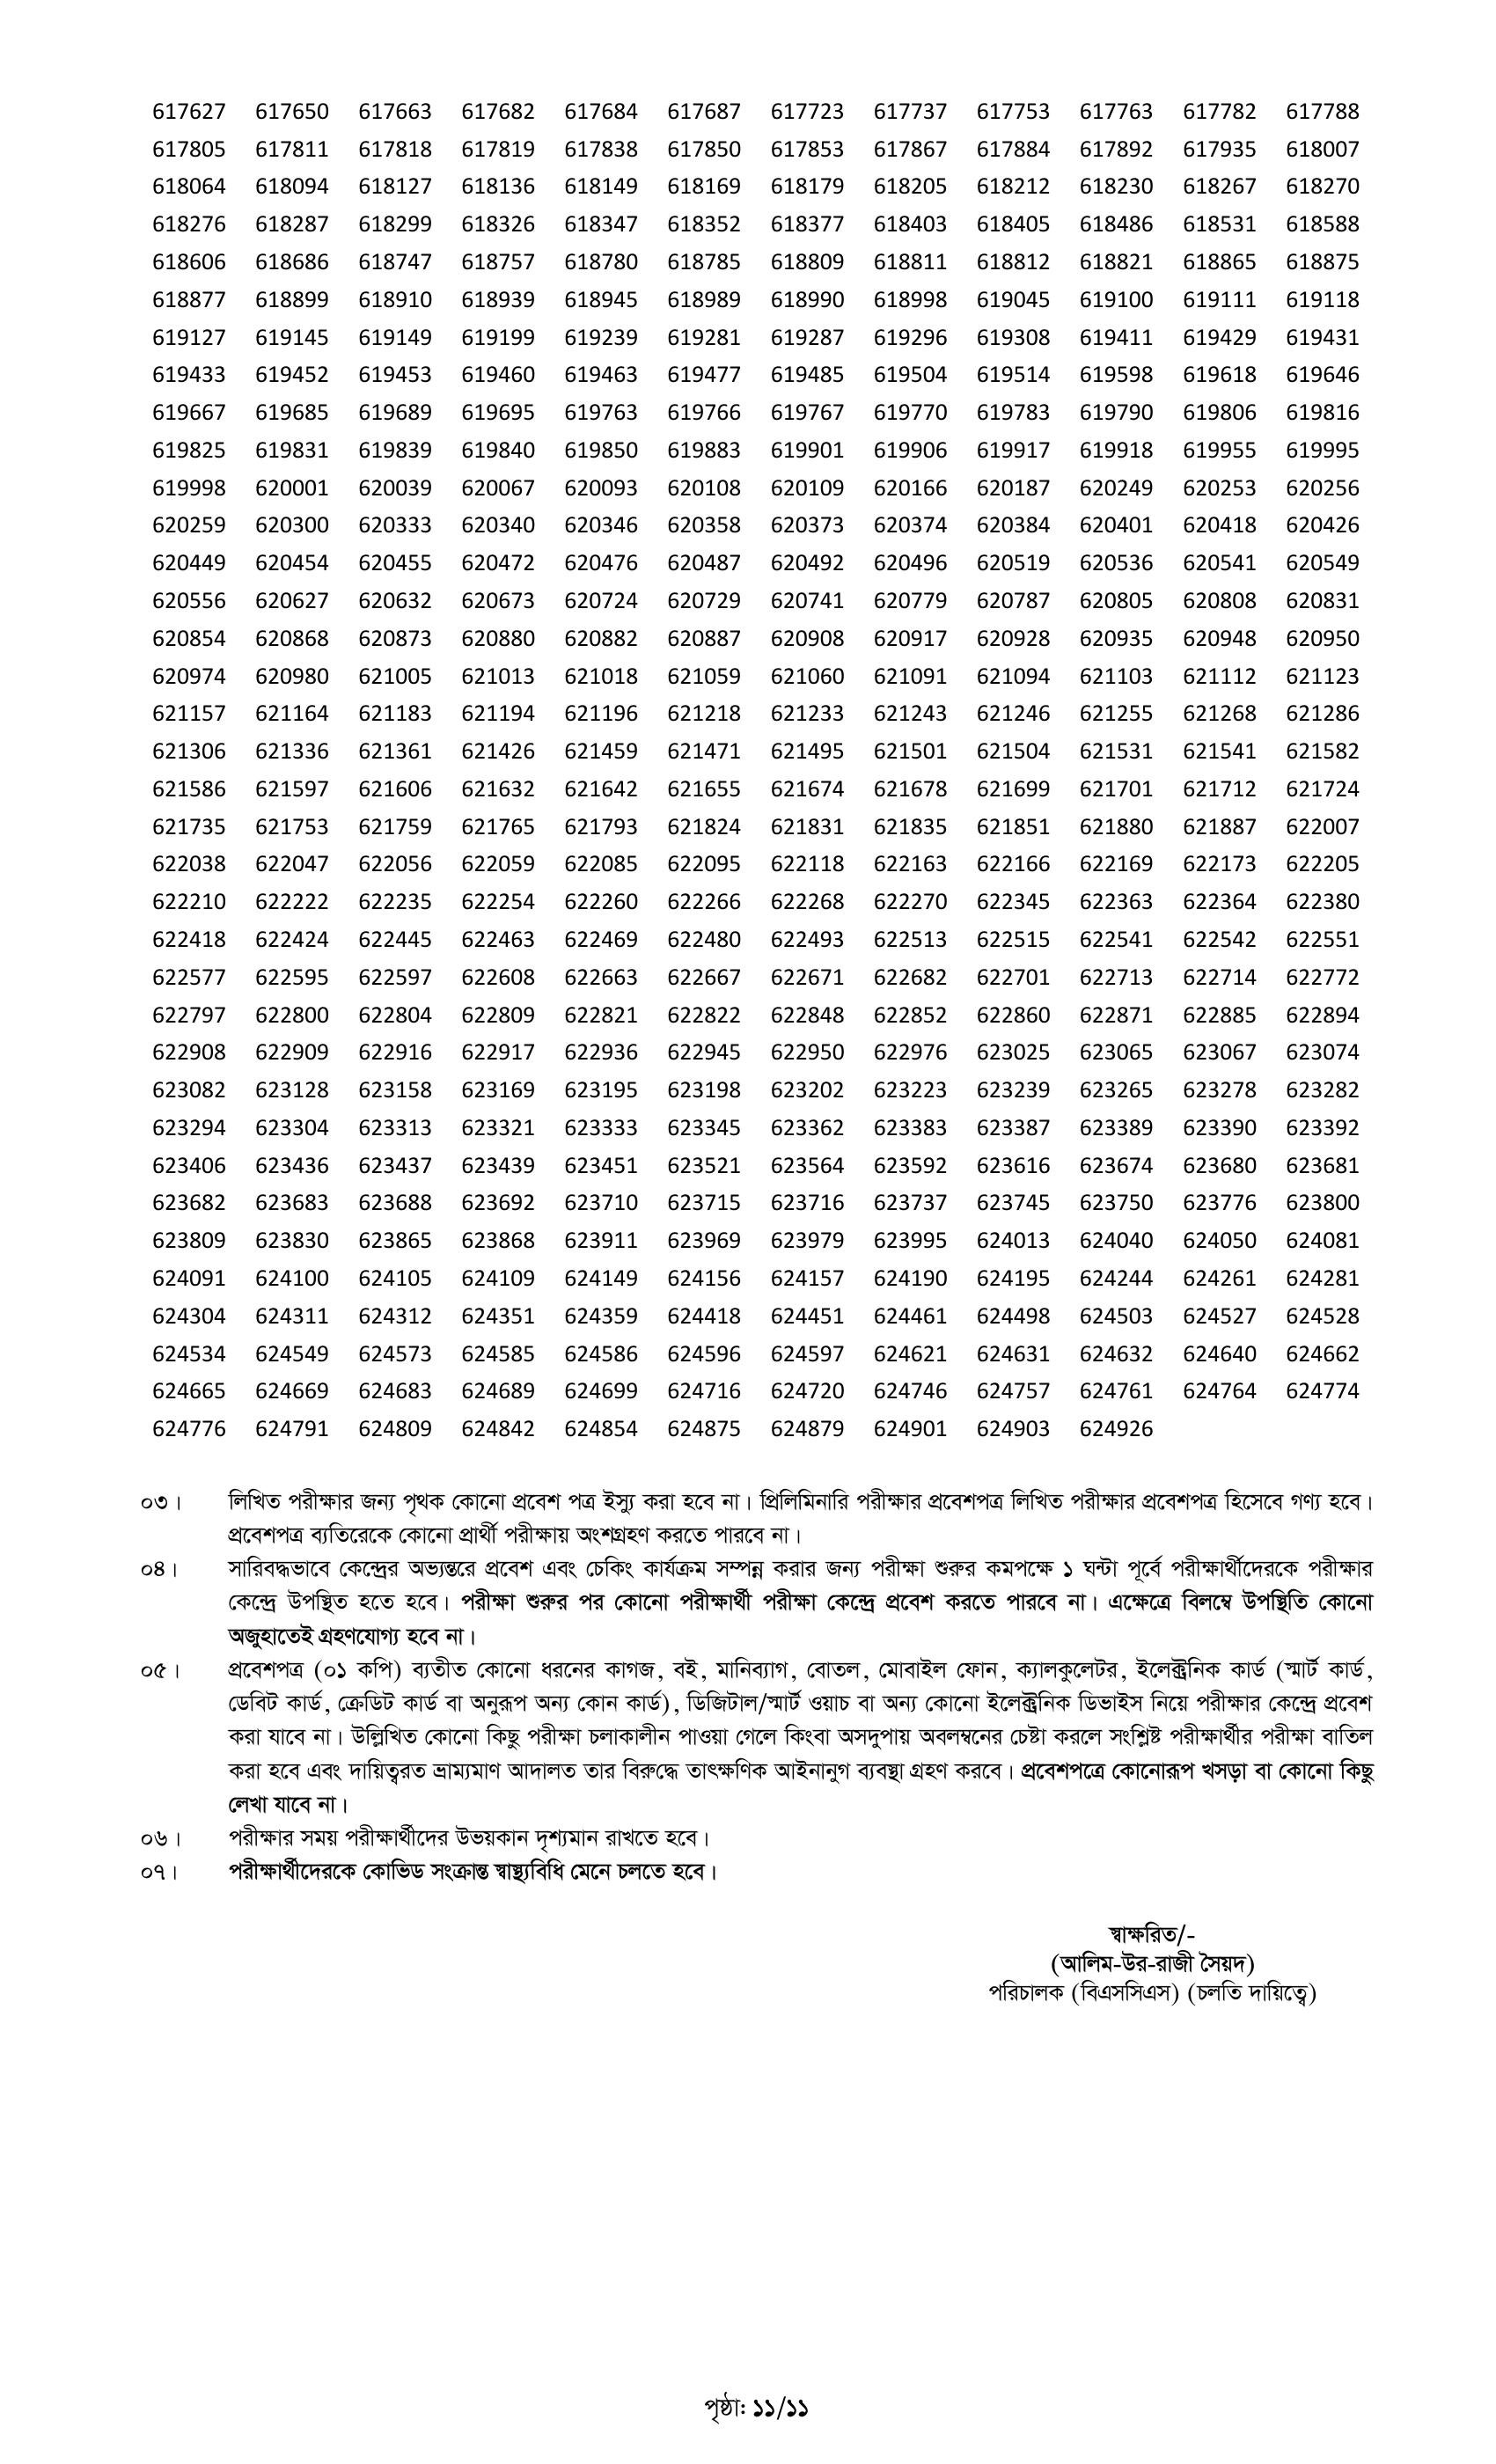 617627 617650 617663 617682 617684 617687 617723 617737 617753 617763 617782 617788
617805 617811 617818 617819 617838 617850 617853 617867 617884 617892 617935 618007
618064 618094 618127 618136 618149 618169 618179 618205 618212 618230 618267 618270
618276 618287 618299 618326 618347 618352 618377 618403 618405 618486 618531 618588
618606 618686 618747 618757 618780 618785 618809 618811 618812 618821 618865 618875
618877 618899 618910 618939 618945 618989 618990 618998 619045 619100 619111 619118
619127 619145 619149 619199 619239 619281 619287 619296 619308 619411 619429 619431
619433 619452 619453 619460 619463 619477 619485 619504 619514 619598 619618 619646
619667 619685 619689 619695 619763 619766 619767 619770 619783 619790 619806 619816
619825 619831 619839 619840 619850 619883 619901 619906 619917 619918 619955 619995
619998 620001 620039 620067 620093 620108 620109 620166 620187 620249 620253 620256
620259 620300 620333 620340 620346 620358 620373 620374 620384 620401 620418 620426
620449 620454 620455 620472 620476 620487 620492 620496 620519 620536 620541 620549
620556 620627 620632 620673 620724 620729 620741 620779 620787 620805 620808 620831
620854 620868 620873 620880 620882 620887 620908 620917 620928 620935 620948 620950
620974 620980 621005 621013 621018 621059 621060 621091 621094 621103 621112 621123
621157 621164 621183 621194 621196 621218 621233 621243 621246 621255 621268 621286
621306 621336 621361 621426 621459 621471 621495 621501 621504 621531 621541 621582
621586 621597 621606 621632 621642 621655 621674 621678 621699 621701 621712 621724
621735 621753 621759 621765 621793 621824 621831 621835 621851 621880 621887 622007
622038 622047 622056 622059 622085 622095 622118 622163 622166 622169 622173 622205
622210 622222 622235 622254 622260 622266 622268 622270 622345 622363 622364 622380
622418 622424 622445 622463 622469 622480 622493 622513 622515 622541 622542 622551
622577 622595 622597 622608 622663 622667 622671 622682 622701 622713 622714 622772
622797 622800 622804 622809 622821 622822 622848 622852 622860 622871 622885 622894
622908 622909 622916 622917 622936 622945 622950 622976 623025 623065 623067 623074
623082 623128 623158 623169 623195 623198 623202 623223 623239 623265 623278 623282
623294 623304 623313 623321 623333 623345 623362 623383 623387 623389 623390 623392
623406 623436 623437 623439 623451 623521 623564 623592 623616 623674 623680 623681
623682 623683 623688 623692 623710 623715 623716 623737 623745 623750 623776 623800
623809 623830 623865 623868 623911 623969 623979 623995 624013 624040 624050 624081
624091 624100 624105 624109 624149 624156 624157 624190 624195 624244 624261 624281
624304 624311 624312 624351 624359 624418 624451 624461 624498 624503 624527 624528
624534 624549 624573 624585 624586 624596 624597 624621 624631 624632 624640 624662
624665 624669 624683 624689 624699 624716 624720 624746 624757 624761 624764 624774
624776 624791 624809 624842 624854 624875 624879 624901 624903 624926
০৩। লিখিত পরীক্ষার জন্য পৃথক কোনো প্রবেশ পত্র ইস্যু করা হবে না। প্রিলিমিনারি পরীক্ষার প্রবেশপত্র লিখিত পরীক্ষার প্রবেশপত্র হিসেবে গণ্য হবে।
প্রবেশপত্র ব্যতিরেকে কোনো প্রার্থী পরীক্ষায় অংশগ্রহণ করতে পারবে না।
০৪। সারিবদ্ধভাবে কেন্দ্রের অভ্যন্তরে প্রবেশ এবং চেকিং কার্যক্রম সম্পন্ন করার জন্য পরীক্ষা শুরুর কমপক্ষে ১ ঘন্টা পূর্বে পরীক্ষার্থীদেরকে পরীক্ষার
কেন্দ্রে উপস্থিত হতে হবে। পরীক্ষা শুরুর পর কোনো পরীক্ষার্থী পরীক্ষা কেন্দ্রে প্রবেশ করতে পারবে না। এক্ষেত্রে বিলম্বে উপস্থিতি কোনো
অজুহাতেই গ্রহণযোগ্য হবে না।
০৫। প্রবেশপত্র (০১ কপি) ব্যতীত কোনো ধরনের কাগজ, বই, মানিব্যাগ, বোতল, মোবাইল ফোন, ক্যালকুলেটর, ইলেক্ট্রনিক কার্ড (স্মার্ট কার্ড,
ডেবিট কার্ড, ক্রেডিট কার্ড বা অনুরূপ অন্য কোন কার্ড), ডিজিটাল/স্মার্ট ওয়াচ বা অন্য কোনো ইলেক্ট্রনিক ডিভাইস নিয়ে পরীক্ষার কেন্দ্রে প্রবেশ
করা যাবে না। উল্লিখিত কোনো কিছু পরীক্ষা চলাকালীন পাওয়া গেলে কিংবা অসদুপায় অবলম্বনের চেষ্টা করলে সংশ্লিষ্ট পরীক্ষার্থীর পরীক্ষা বাতিল
করা হবে এবং দায়িত্বরত ভ্রাম্যমাণ আদালত তার বিরুদ্ধে তাৎক্ষণিক আইনানুগ ব্যবস্থা গ্রহণ করবে। প্রবেশপত্রে কোনোরূপ খসড়া বা কোনো কিছু
লেখা যাবে না।
০৬। পরীক্ষার সময় পরীক্ষার্থীদের উভয়কান দৃশ্যমান রাখতে হবে।
০৭। পরীক্ষার্থীদেরকে কোভিড সংক্রান্ত স্বাস্থ্যবিধি মেনে চলতে হবে।
স্বাক্ষরিত/-
(আলিম-উর-রাজী সৈয়দ)
পরিচালক (বিএসসিএস) (চলতি দায়িত্বে)
পৃষ্ঠাঃ ১১/১১